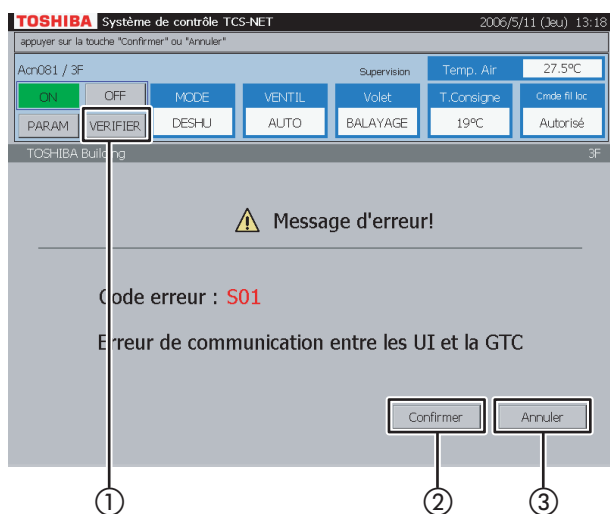 TOSHIBA Système de contrôle TCS-NET 2006/5/11 (Jeu) 13:18
appuyer sur la touche "Confirmer" ou "Annuler"
Acn081 / 3F Supervision Temp. Air 27.5ºC
ON OFF MODE VENTIL Volet T.Consigne Cmde fil loc
PARAM VERIFIER DESHU AUTO BALAYAGE 19ºC Autorisé
TOSHIBA Building 3F
Message d'erreur!
Code erreur : S01
Erreur de communication entre les UI et la GTC
Confirmer Annuler
① ② ③